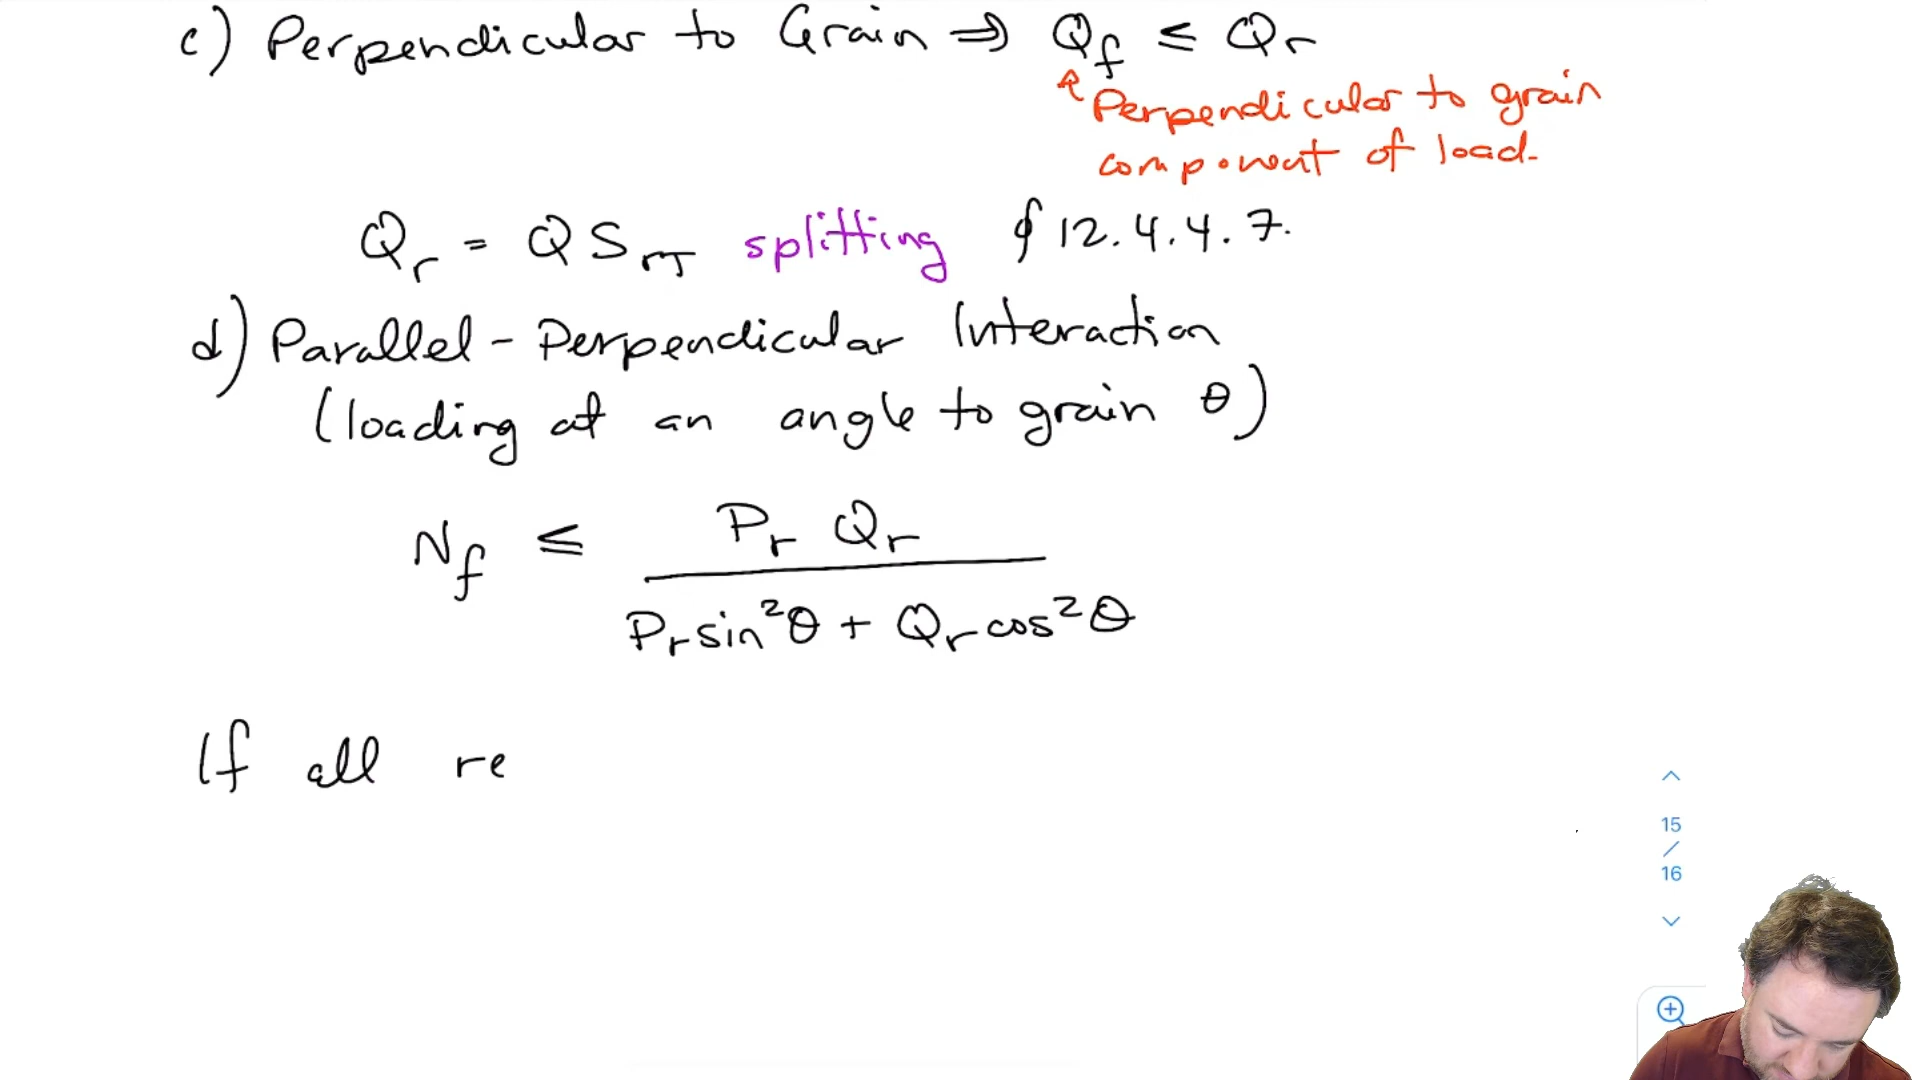 c) Perpendicular to Grain ⇒ Qf ≤ Qr
↑ Perpendicular to grain
component of load.
Qr = QSrT splitting § 12.4.4.7.
d) Parallel - Perpendicular Interaction
(loading at an angle to grain θ)
Nf ≤ Pr Qr
Pr sin²θ + Qr cos²θ
If all re
15
/
16